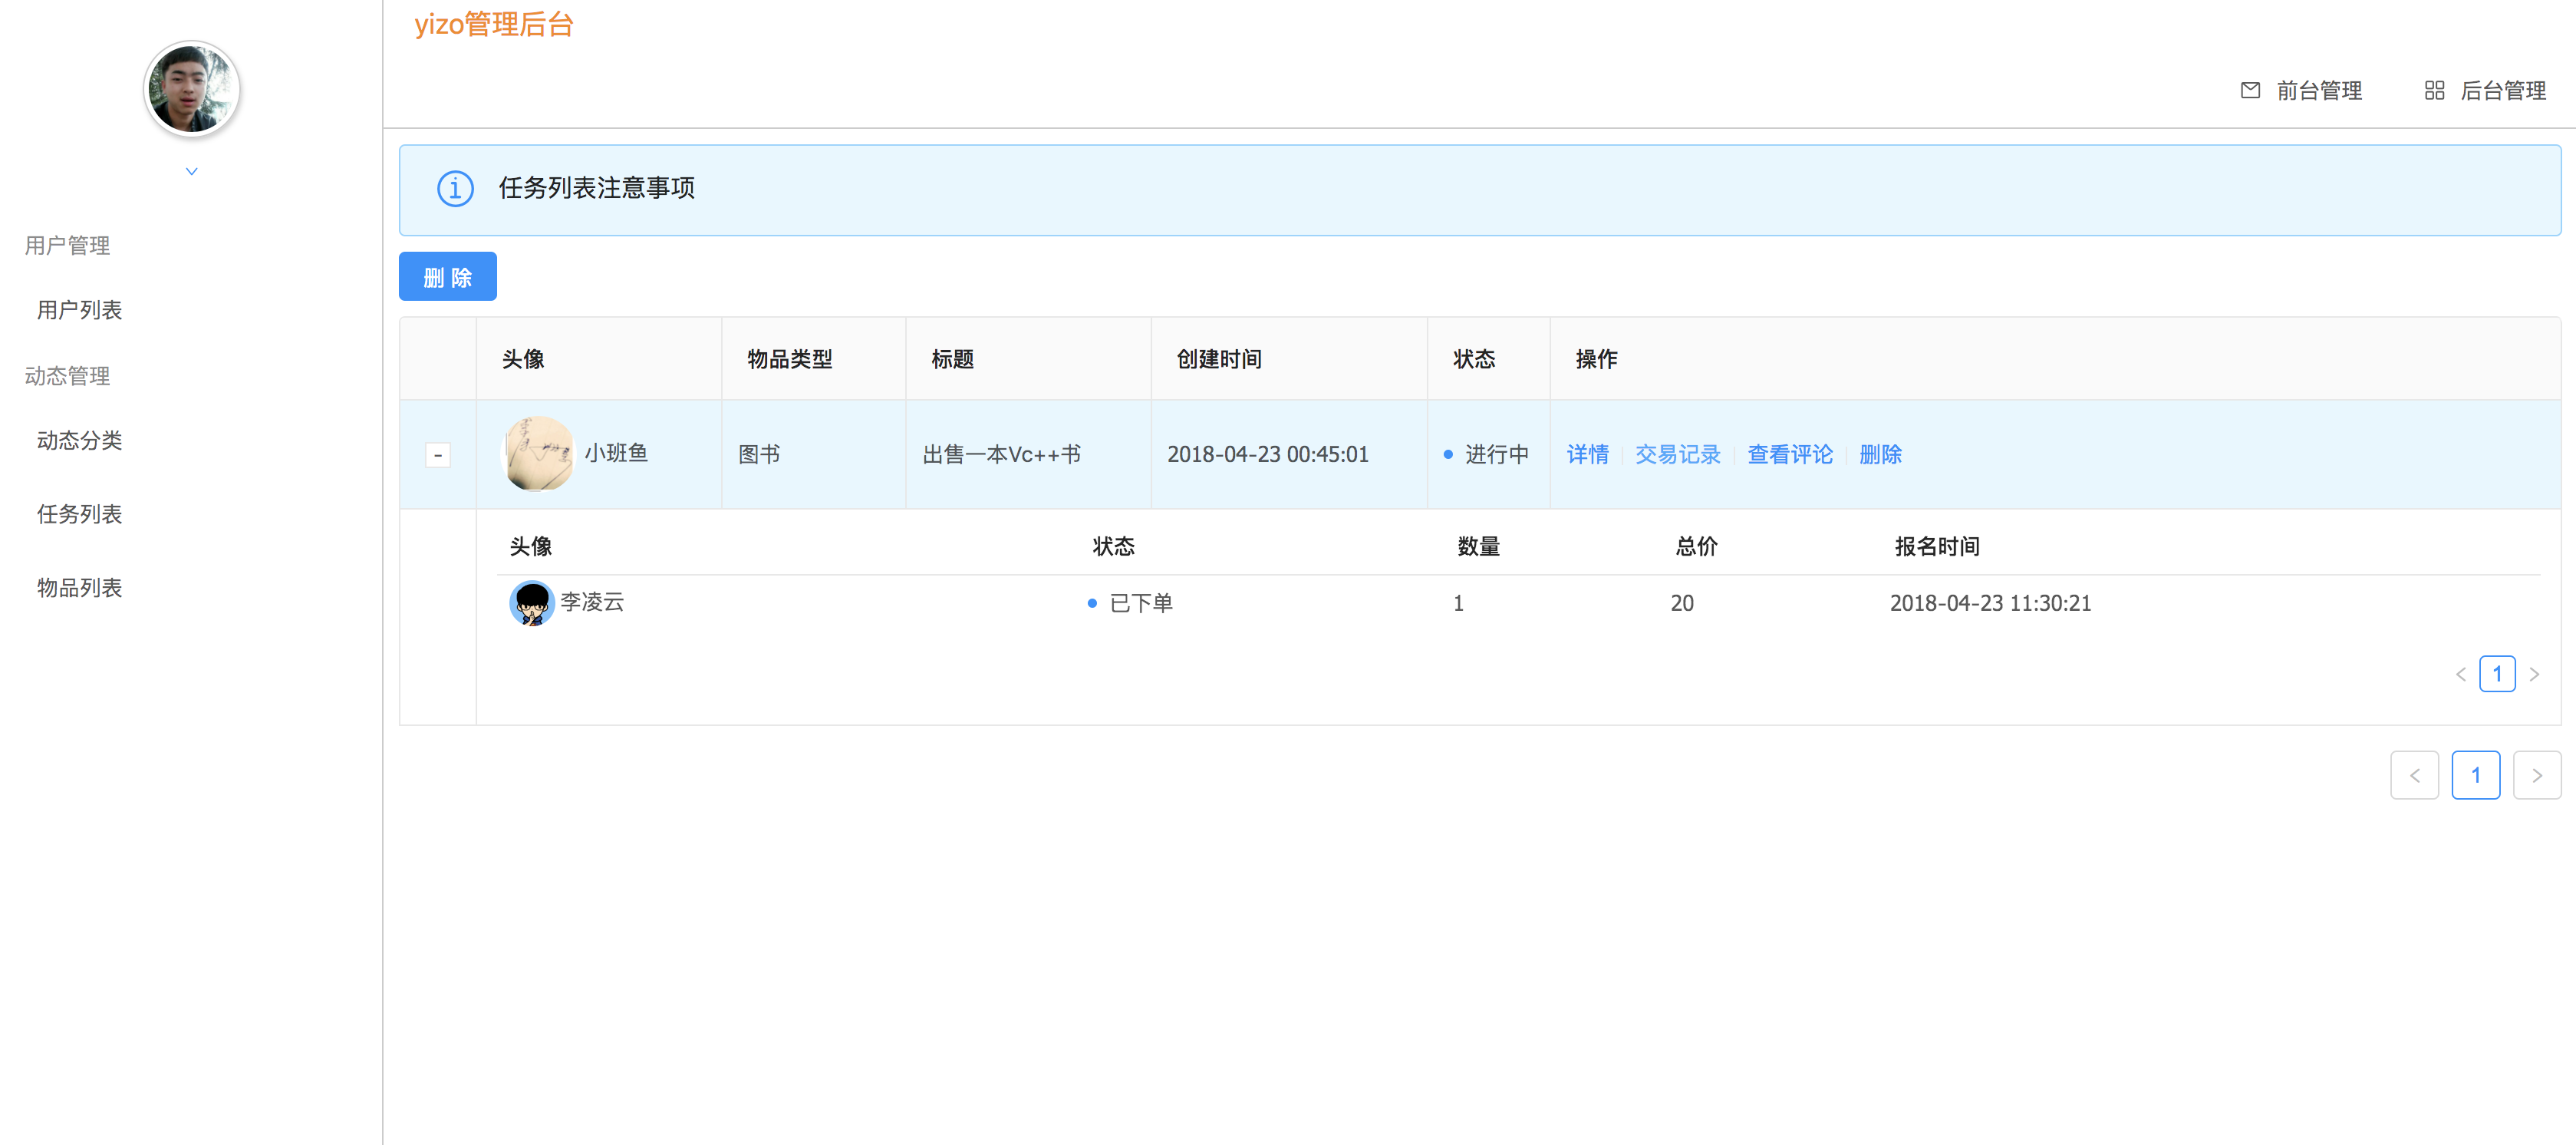 yizo管理后台
前台管理 后台管理
用户管理
用户列表
动态管理
动态分类
任务列表
物品列表
任务列表注意事项
删 除
头像 物品类型 标题 创建时间 状态 操作
- 小班鱼 图书 出售一本Vc++书 2018-04-23 00:45:01 进行中 详情 交易记录 查看评论 删除
头像 状态 数量 总价 报名时间
李凌云 已下单 1 20 2018-04-23 11:30:21
< 1 >
< 1 >